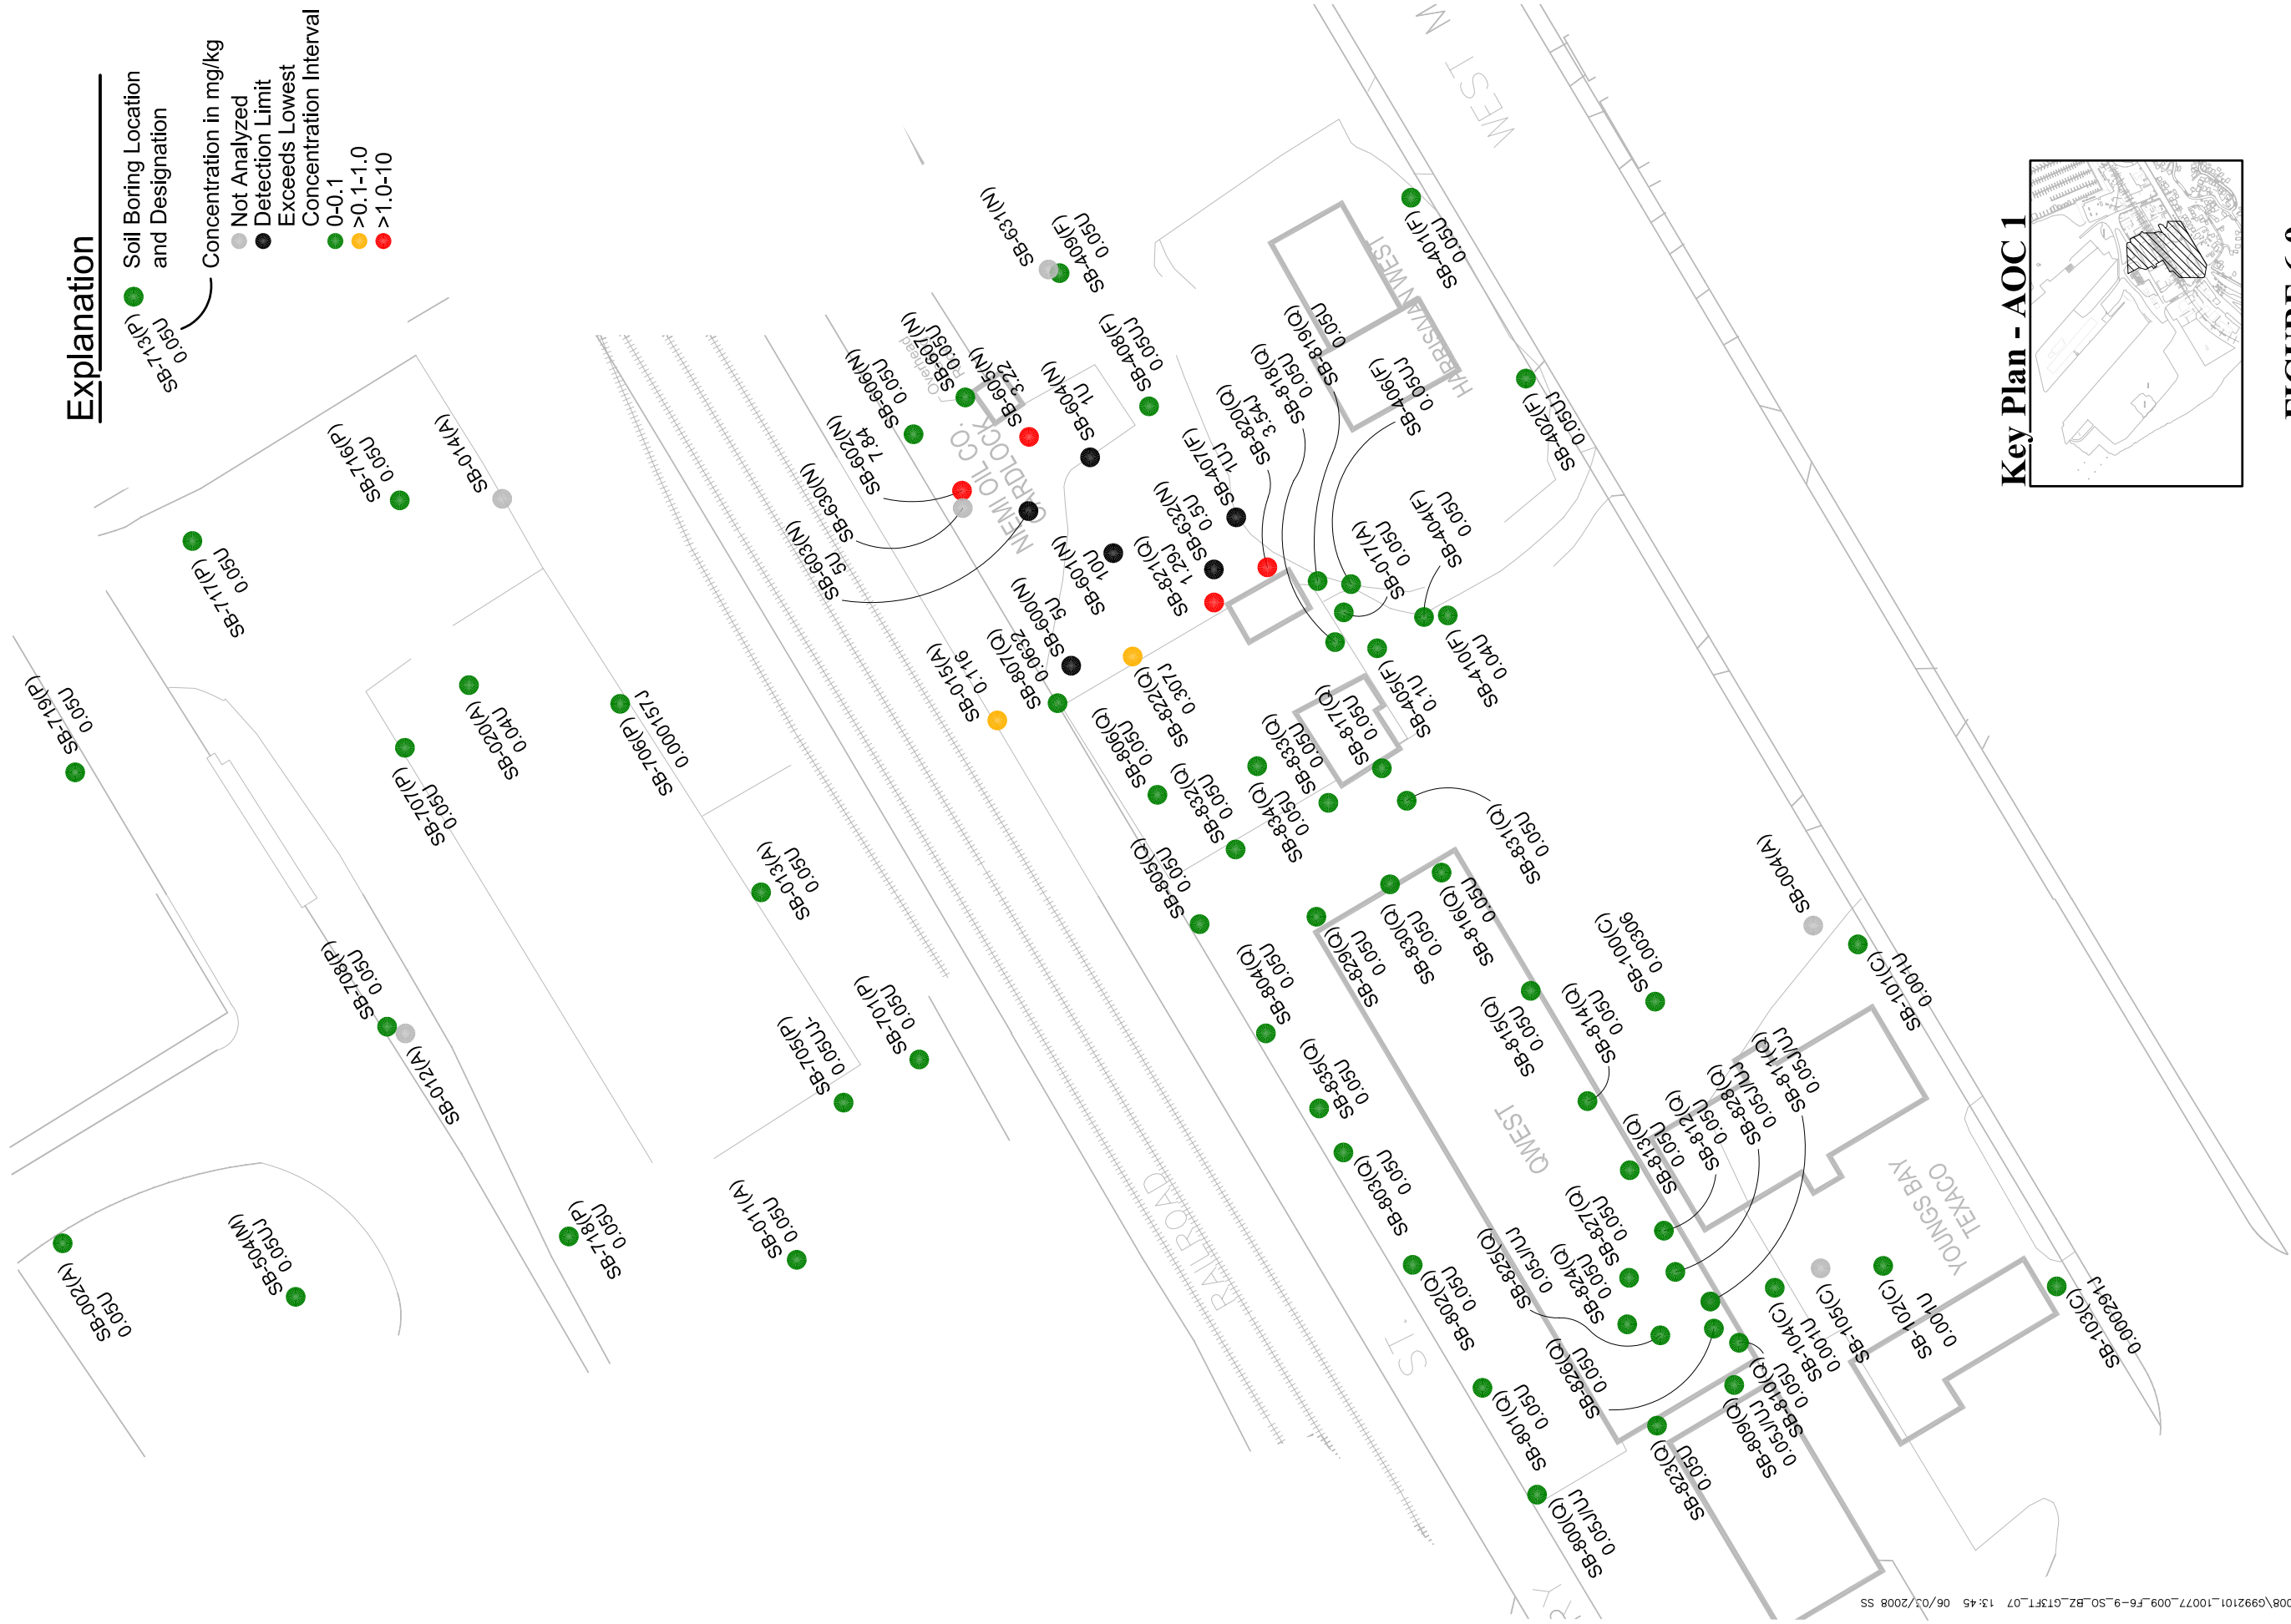 Explanation
SB-713(P)
0.05U
Soil Boring Location
and Designation
Concentration in mg/kg
Not Analyzed
Detection Limit
Exceeds Lowest
Concentration Interval
0-0.1
>0.1-1.0
>1.0-10
SB-719(P)
0.05U
SB-717(P)
0.05U
SB-716(P)
0.05U
SB-014(A)
SB-020(A)
0.04U
SB-707(P)
0.05U
SB-706(P)
0.000157J
SB-708(P)
0.05U
SB-012(A)
SB-013(A)
0.05U
SB-701(P)
0.05U
SB-705(P)
0.05UJ-
SB-002(A)
0.05U
SB-504(M)
0.05UJ
SB-718(P)
0.05U
SB-011(A)
0.05U
RAILROAD
SB-631(N)
SB-409(F)
0.05U
SB-408(F)
0.05UJ
SB-607(N)
0.05U
SB-606(N)
0.05U
Overhead
SB-605(N)
3.22
SB-604(N)
1U
SB-602(N)
7.84
SB-630(N)
SB-603(N)
5U
NIEMI OIL CO.
CARDLOCK
SB-601(N)
10U
SB-600(N)
5U
SB-807(Q)
0.0632
SB-015(A)
0.116
SB-407(F)
1UJ
SB-632(N)
0.5U
SB-821(Q)
1.29J
SB-820(Q)
3.54J
SB-818(Q)
0.05U
SB-819(Q)
0.05U
SB-406(F)
0.05UJ
SB-017(A)
0.05U
SB-404(F)
0.05U
SB-410(F)
0.04U
SB-405(F)
0.1U
SB-401(F)
0.05U
SB-402(F)
0.05UJ
HARRISIVAN WEST
WEST M
SB-822(Q)
0.307J
SB-806(Q)
0.05U
SB-832(Q)
0.05U
SB-833(Q)
0.05U
SB-834(Q)
0.05U
SB-817(Q)
0.05U
SB-831(Q)
0.05U
SB-805(Q)
0.05U
SB-804(Q)
0.05U
SB-829(Q)
0.05U
SB-830(Q)
0.05U
SB-816(Q)
0.05U
SB-815(Q)
0.05U
SB-814(Q)
0.05U
SB-100(C)
0.00306
SB-004(A)
SB-101(C)
0.001U
SB-835(Q)
0.05U
SB-803(Q)
0.05U
QWEST
SB-813(Q)
0.05U
SB-812(Q)
0.05U
SB-828(Q)
0.05J/UJ
SB-811(Q)
0.05J/UJ
SB-802(Q)
0.05U
SB-827(Q)
0.05U
SB-824(Q)
0.05U
SB-825(Q)
0.05J/UJ
SB-826(Q)
0.05U
SB-801(Q)
0.05U
SB-800(Q)
0.05J/UJ
SB-823(Q)
0.05U
SB-809(Q)
0.05J/UJ
SB-810(Q)
0.05U
SB-104(C)
0.001U
SB-105(C)
SB-102(C)
0.001U
SB-103(C)
0.000291J
YOUNGS BAY
TEXACO
ST.
RY
Key Plan - AOC 1